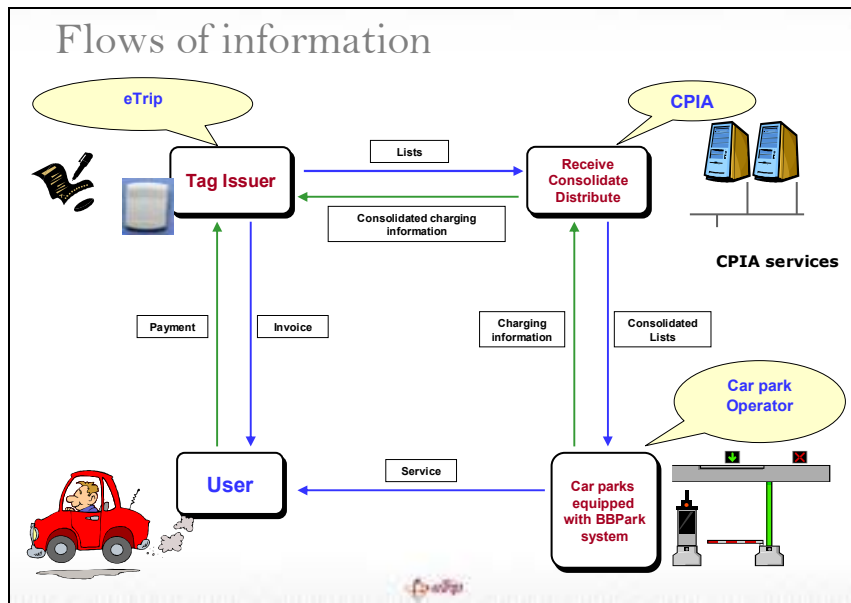 Flows of information
eTrip
CPIA
Lists
Tag Issuer
Receive
Consolidate
Distribute
Consolidated charging
information
CPIA services
Payment
Invoice
Charging
information
Consolidated
Lists
Car park
Operator
User
Service
Car parks
equipped
with BBPark
system